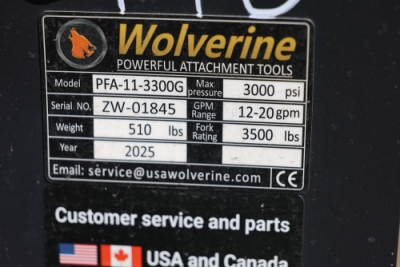 Wolverine
POWERFUL ATTACHMENT TOOLS
Model PFA-11-3300G Max pressure 3000 psi
Serial NO. ZW-01845 GPM Range 12-20gpm
Weight 510 lbs Fork Rating 3500 lbs
Year 2025
Email: service@usawolverine.com CE
Customer service and parts
USA and Canada